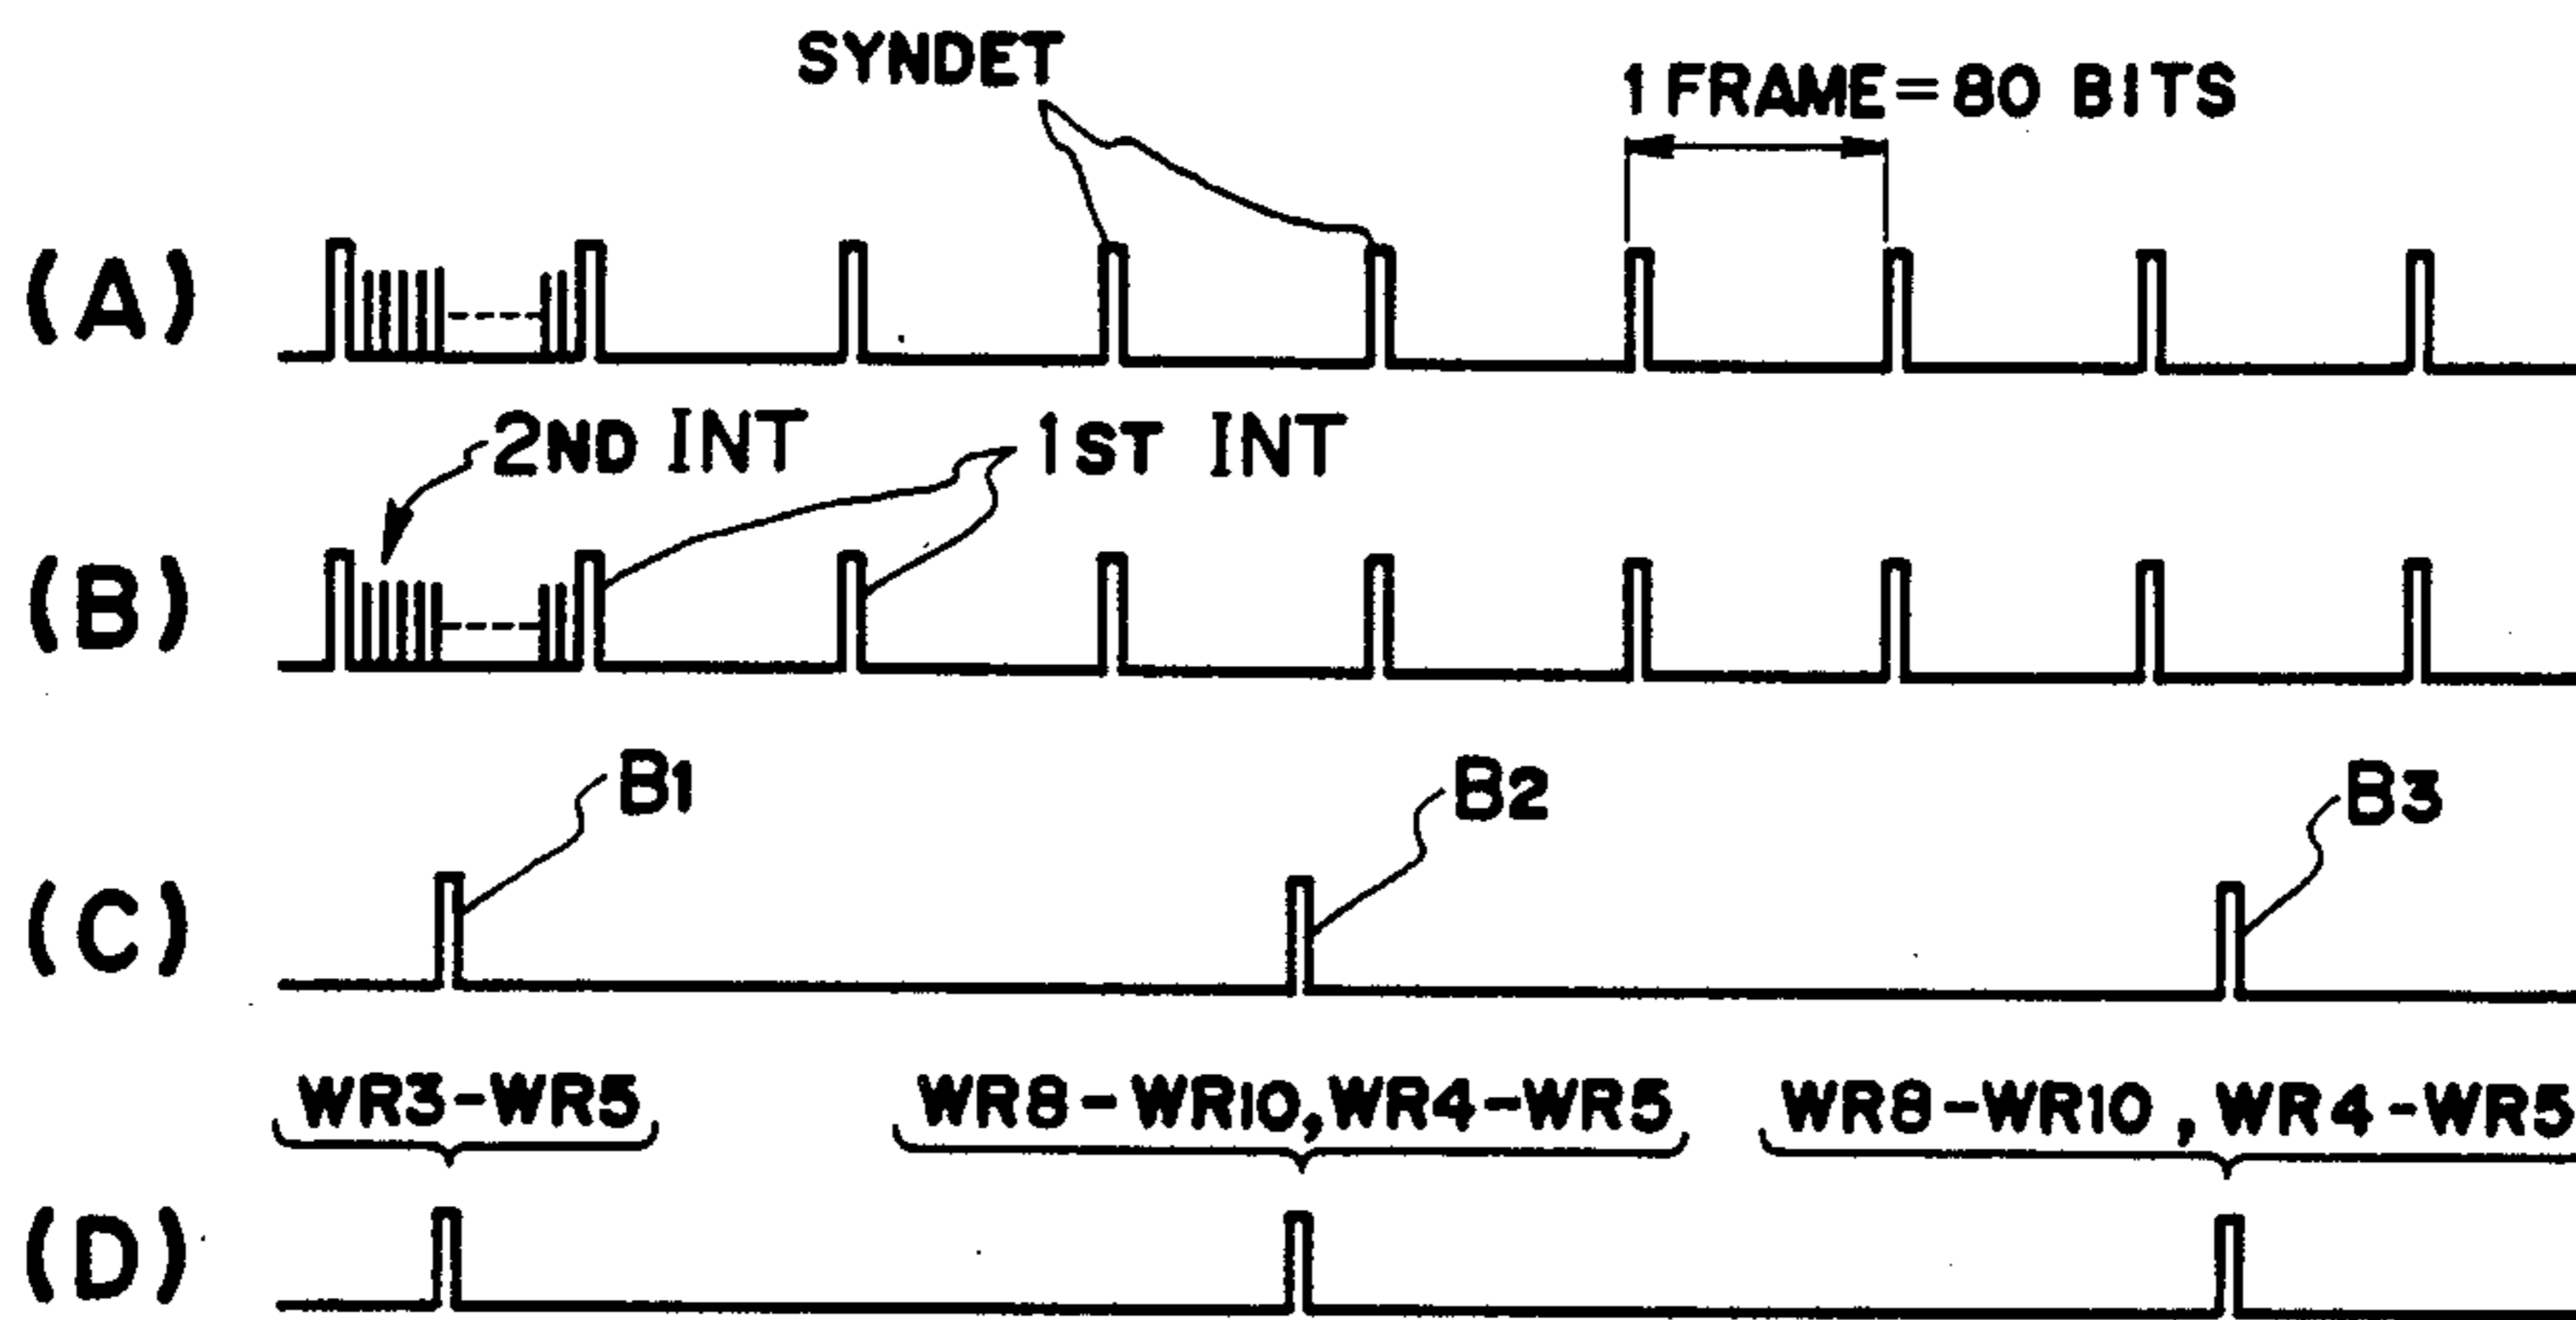 SYNDET
1 FRAME=80 BITS
(A)
2ND INT
1ST INT
(B)
B1
B2
B3
(C)
WR3-WR5
WR8-WR10,WR4-WR5
WR8-WR10,WR4-WR5
(D)